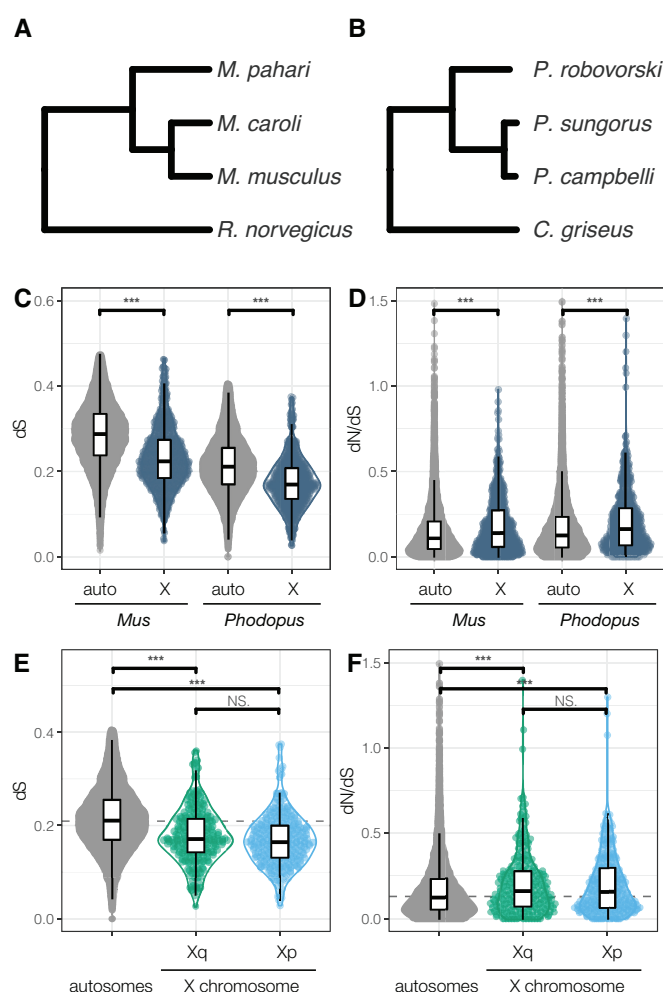 A
B
M. pahari
M. caroli
M. musculus
R. norvegicus
P. robovorski
P. sungorus
P. campbelli
C. griseus
C
0.6
0.4
0.2
0.0
dS
***
***
auto
X
auto
X
Mus
Phodopus
D
1.5
1.0
0.5
0.0
dN/dS
***
***
auto
X
auto
X
Mus
Phodopus
E
0.4
0.2
0.0
dS
***
***
NS.
Xq
Xp
autosomes
X chromosome
F
1.5
1.0
0.5
0.0
dN/dS
***
***
NS.
Xq
Xp
autosomes
X chromosome